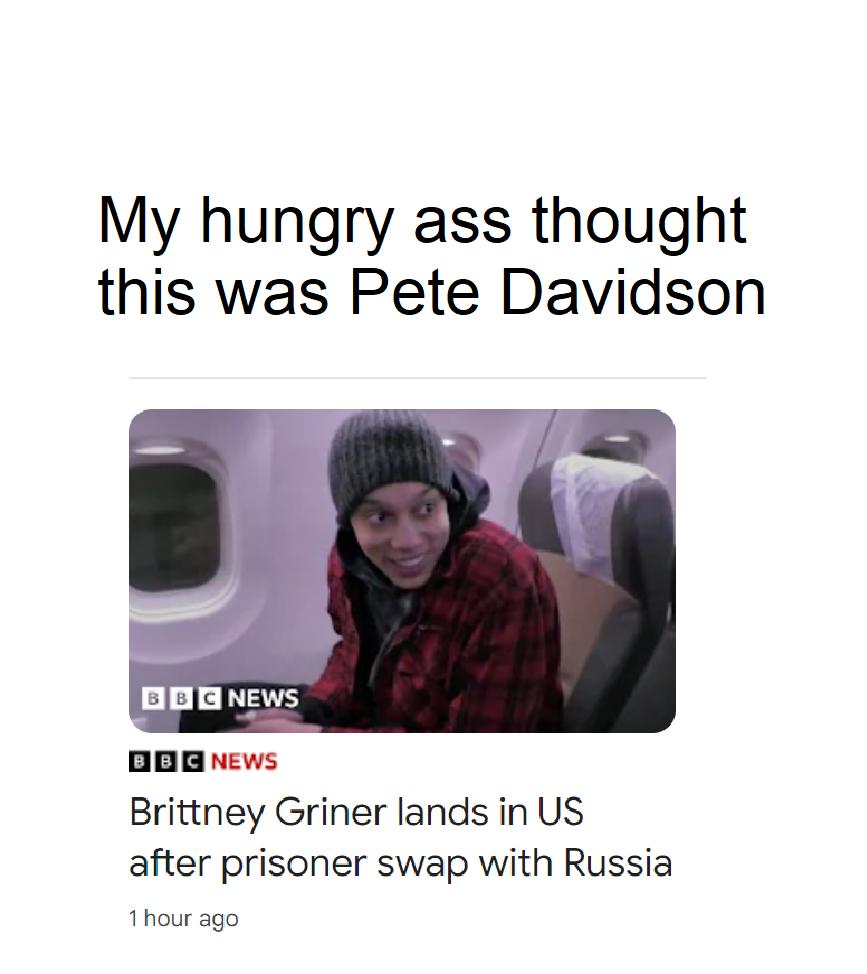 My hungry ass thought
this was Pete Davidson
BBC NEWS
BBC NEWS
Brittney Griner lands in US
after prisoner swap with Russia
1 hour ago